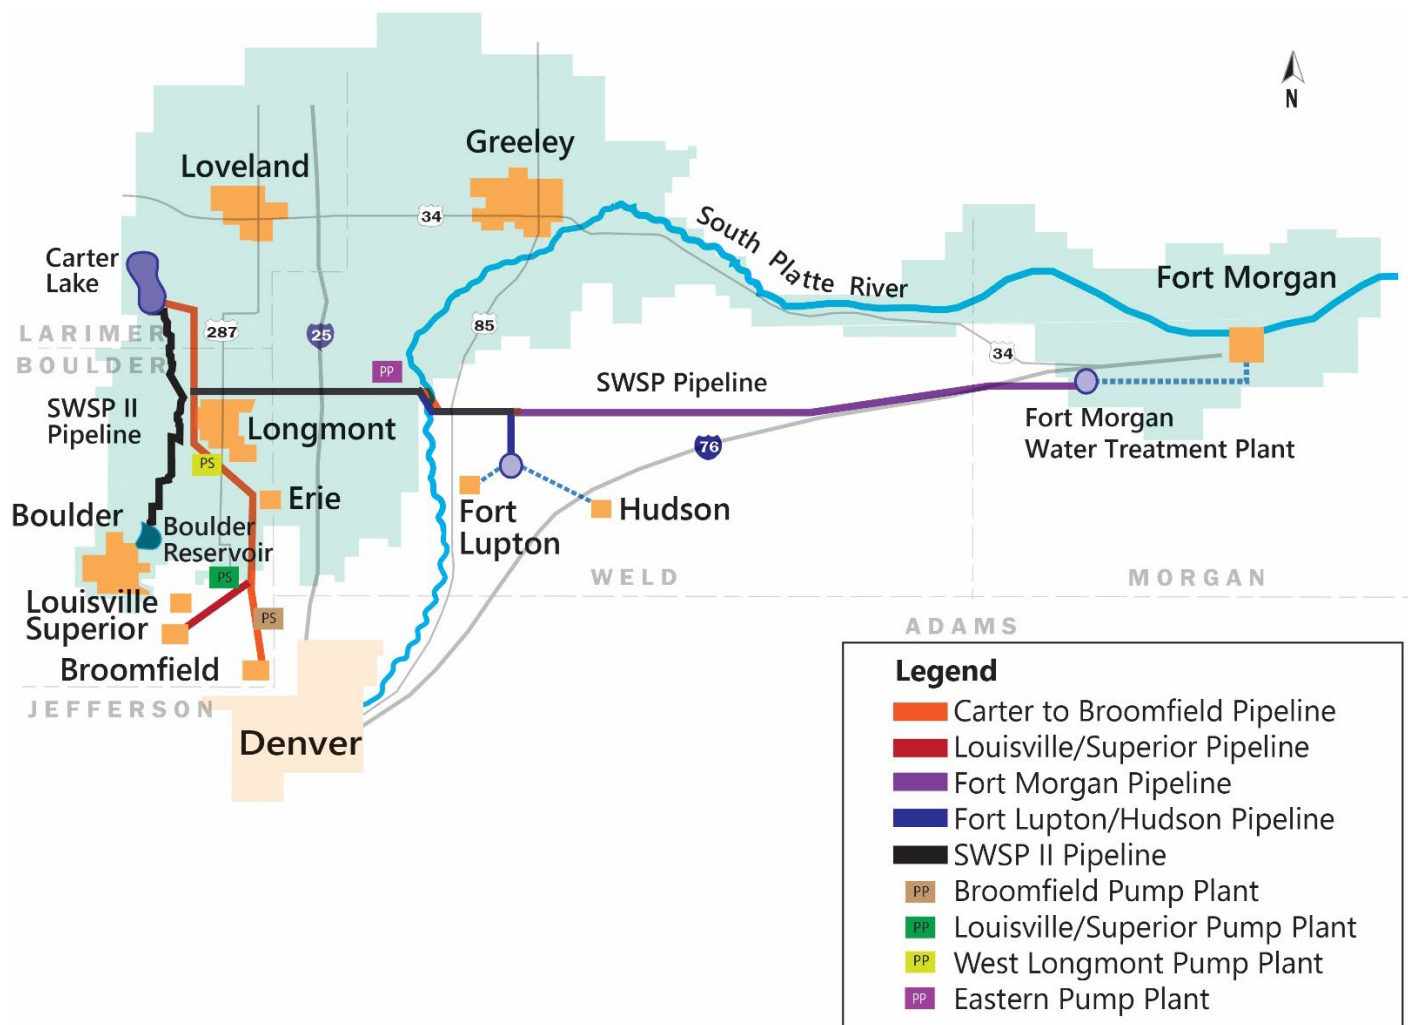 N
Greeley
Loveland
34
South Platte River
Carter
Lake
Fort Morgan
LARIMER
BOULDER
287
25
85
34
PP
SWSP Pipeline
SWSP II
Pipeline
Longmont
Fort Morgan
Water Treatment Plant
76
PS
Erie
Fort
Lupton
Hudson
Boulder
Boulder
Reservoir
PS
WELD
MORGAN
Louisville
Superior
PS
ADAMS
Broomfield
JEFFERSON
Denver
Legend
Carter to Broomfield Pipeline
Louisville/Superior Pipeline
Fort Morgan Pipeline
Fort Lupton/Hudson Pipeline
SWSP II Pipeline
PP Broomfield Pump Plant
PP Louisville/Superior Pump Plant
PP West Longmont Pump Plant
PP Eastern Pump Plant